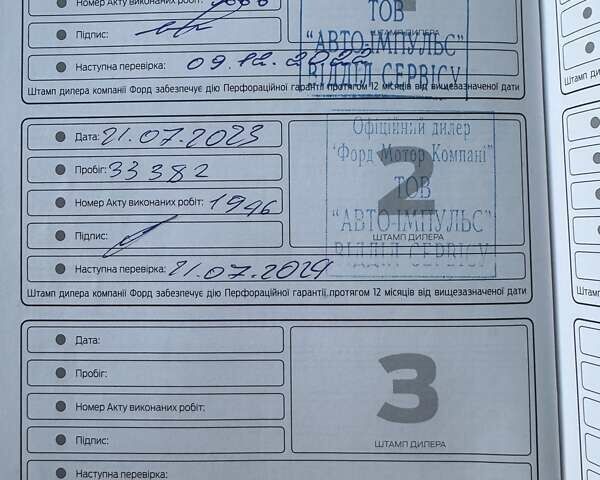 Номер Акту виконаних робіт:
Підпис:
Наступна перевірка: 09.12.2022
ТОВ
"АВТО-ІМПУЛЬС"
ВІДДІЛ СЕРВІСУ
ШТАМП ДИЛЕРА
Штамп дилера компанії Форд забезпечує дію Перфораційної гарантії протягом 12 місяців від вищезазначеної дати
Дата: 21.07.2023
Пробіг: 33382
Номер Акту виконаних робіт: 1946
Підпис:
Наступна перевірка: 21.07.2024
2
Офіційний дилер
"Форд Мотор Компані"
ТОВ
"АВТО-ІМПУЛЬС"
ВІДДІЛ СЕРВІСУ
ШТАМП ДИЛЕРА
Штамп дилера компанії Форд забезпечує дію Перфораційної гарантії протягом 12 місяців від вищезазначеної дати
Дата:
Пробіг:
Номер Акту виконаних робіт:
Підпис:
Наступна перевірка:
3
ШТАМП ДИЛЕРА
Штамп